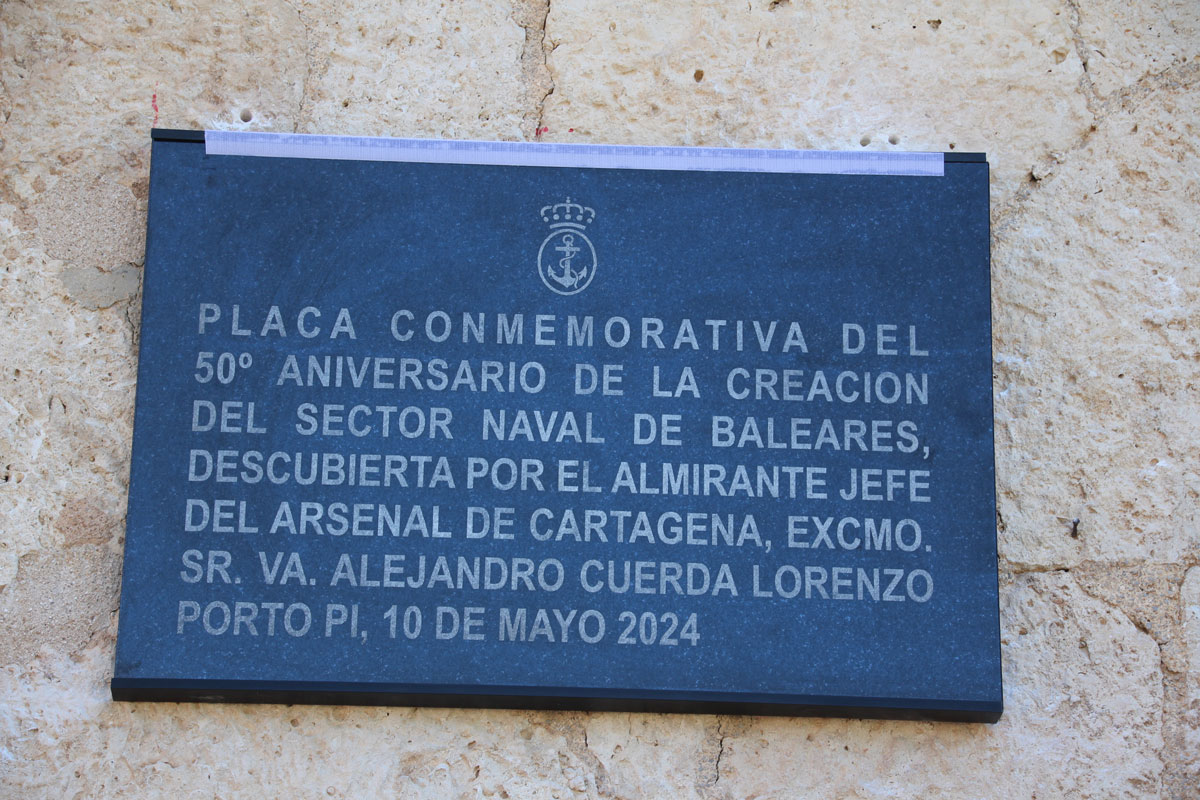 PLACA CONMEMORATIVA DEL
50º ANIVERSARIO DE LA CREACION
DEL SECTOR NAVAL DE BALEARES,
DESCUBIERTA POR EL ALMIRANTE JEFE
DEL ARSENAL DE CARTAGENA, EXCMO.
SR. VA. ALEJANDRO CUERDA LORENZO
PORTO PI, 10 DE MAYO 2024